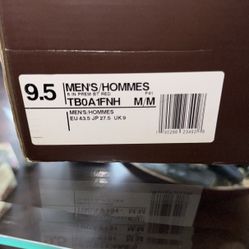 9.5
MEN'S/HOMMES
6 IN PREM BT RED
TB0A1FNH M/M
MEN'S/HOMMES
EU 43.5 JP 27.5 UK 9